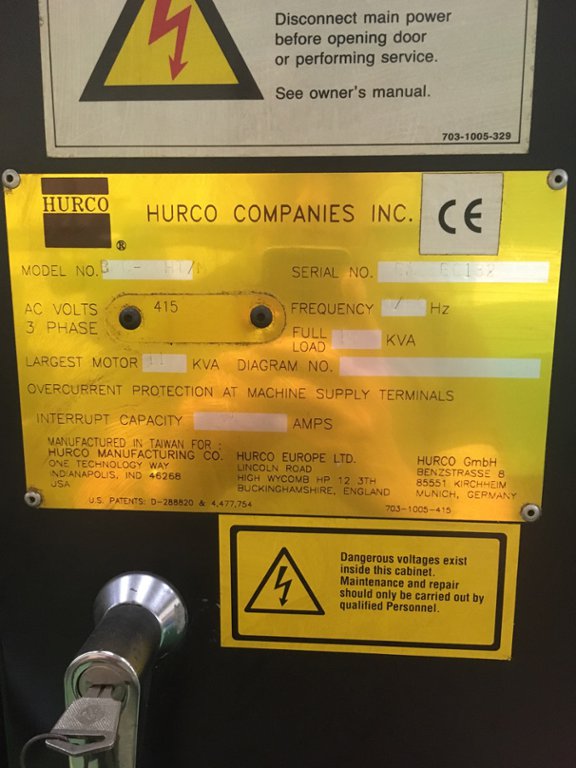 Disconnect main power
before opening door
or performing service.
See owner's manual.
703-1005-329
HURCO
®
HURCO COMPANIES INC.
CE
MODEL NO.
SERIAL NO.
AC VOLTS
3 PHASE
415
FREQUENCY Hz
FULL
LOAD KVA
LARGEST MOTOR 11 KVA DIAGRAM NO.
OVERCURRENT PROTECTION AT MACHINE SUPPLY TERMINALS
INTERRUPT CAPACITY AMPS
MANUFACTURED IN TAIWAN FOR :
HURCO MANUFACTURING CO.
ONE TECHNOLOGY WAY
INDIANAPOLIS, IND 46268
USA
HURCO EUROPE LTD.
LINCOLN ROAD
HIGH WYCOMB HP 12 3TH
BUCKINGHAMSHIRE, ENGLAND
HURCO GmbH
BENZSTRASSE 8
85551 KIRCHHEIM
MUNICH, GERMANY
U.S. PATENTS: D-288820 & 4,477,754
703-1005-415
Dangerous voltages exist
inside this cabinet.
Maintenance and repair
should only be carried out by
qualified Personnel.